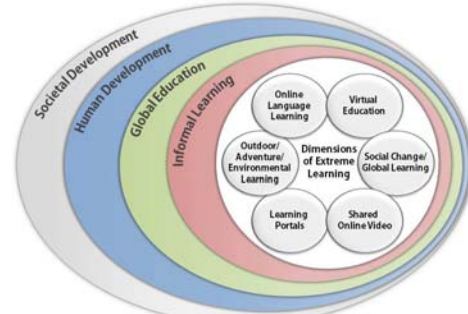 Societal Development
Human Development
Global Education
Informal Learning
Online
Language
Learning
Virtual
Education
Outdoor/
Adventure/
Environmental
Learning
Dimensions
of Extreme
Learning
Social Change/
Global Learning
Learning
Portals
Shared
Online Video